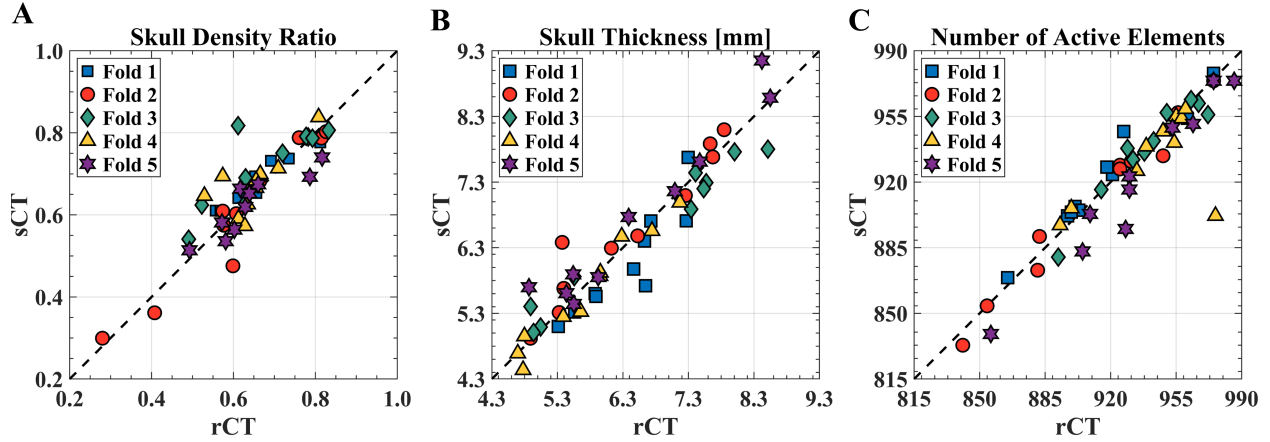 A
Skull Density Ratio
1.0
0.8
0.6
0.4
0.2
sCT
Fold 1
Fold 2
Fold 3
Fold 4
Fold 5
0.2 0.4 0.6 0.8 1.0
rCT
B
Skull Thickness [mm]
9.3
8.3
7.3
6.3
5.3
4.3
sCT
Fold 1
Fold 2
Fold 3
Fold 4
Fold 5
4.3 5.3 6.3 7.3 8.3 9.3
rCT
C
Number of Active Elements
990
955
920
885
850
815
sCT
Fold 1
Fold 2
Fold 3
Fold 4
Fold 5
815 850 885 920 955 990
rCT